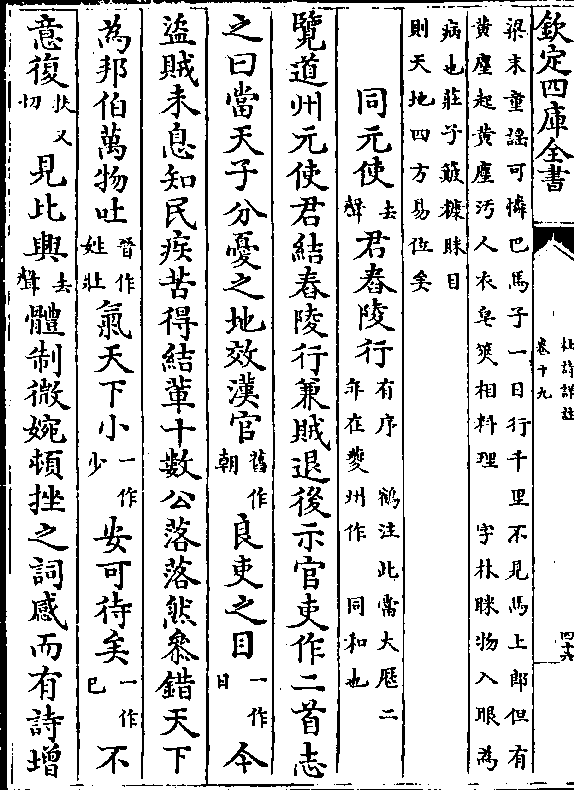 欽定四庫全書
杜詩詳註
卷十九
四十六
梁末童謡可憐巴馬子一日行千里不見馬上郎但有
黄塵起黄塵汚人衣皂莢相料理　字林眯物入眼為
病也莊子簸糠眯目
則天地四方易位矣
同元使去聲君舂陵行有序　鶴注此當大厯二年在夔州作　同和也
覽道州元使君結舂陵行兼賊退後示官吏作二首志
之曰當天子分憂之地效漢官舊作朝良吏之目一作日今
盜賊未息知民疾苦得結輩十數公落落然叅錯天下
為邦伯萬物吐晉作姓壯氣天下小一作少安可待矣一作已不
意復扶又切見比興去聲體制微婉頓挫之詞感而有詩增